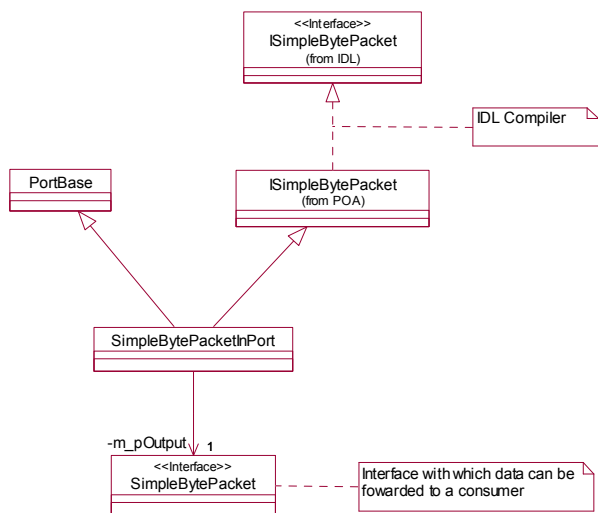 <<Interface>>
ISimpleBytePacket
(from IDL)
IDL Compiler
PortBase
ISimpleBytePacket
(from POA)
SimpleBytePacketInPort
-m_pOutput
1
<<Interface>>
SimpleBytePacket
Interface with which data can be
fowarded to a consumer